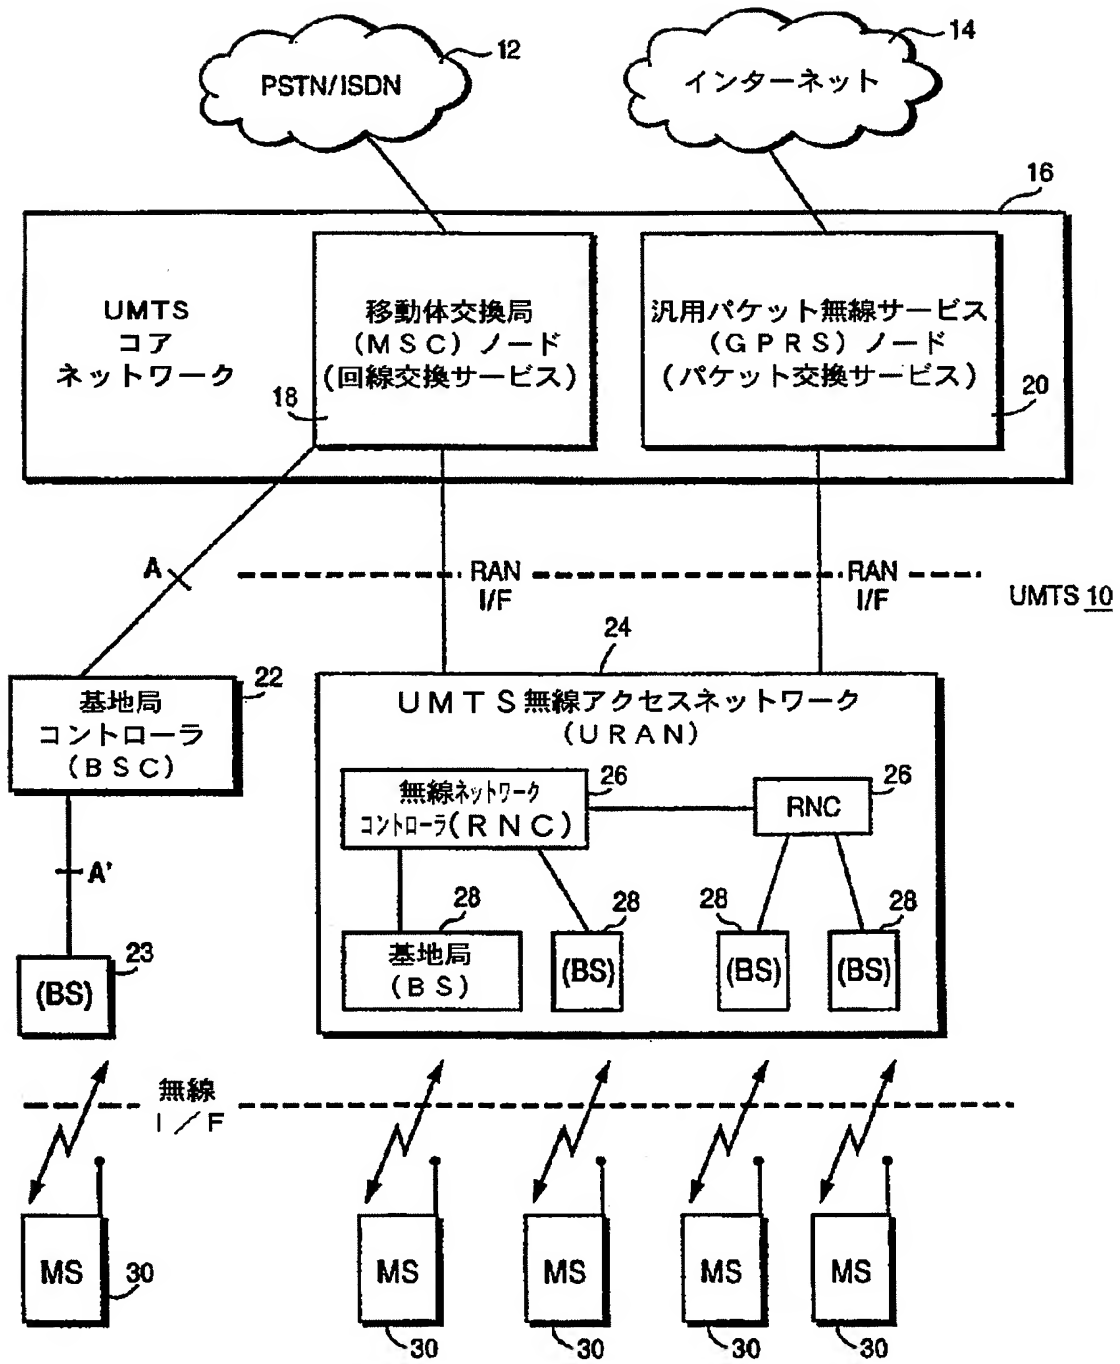 12
PSTN/ISDN
14
インターネット
16
UMTS
コア
ネットワーク
移動体交換局
(MSC)ノード
(回線交換サービス)
18
汎用パケット無線サービス
(GPRS)ノード
(パケット交換サービス)
20
A
RAN
I/F
RAN
I/F
UMTS 10
22
基地局
コントローラ
(BSC)
24
UMTS無線アクセスネットワーク
(URAN)
26
無線ネットワーク
コントローラ(RNC)
26
RNC
A'
28
基地局
(BS)
28
(BS)
28
(BS)
28
(BS)
23
(BS)
無線
I/F
MS
30
MS
30
MS
30
MS
30
MS
30